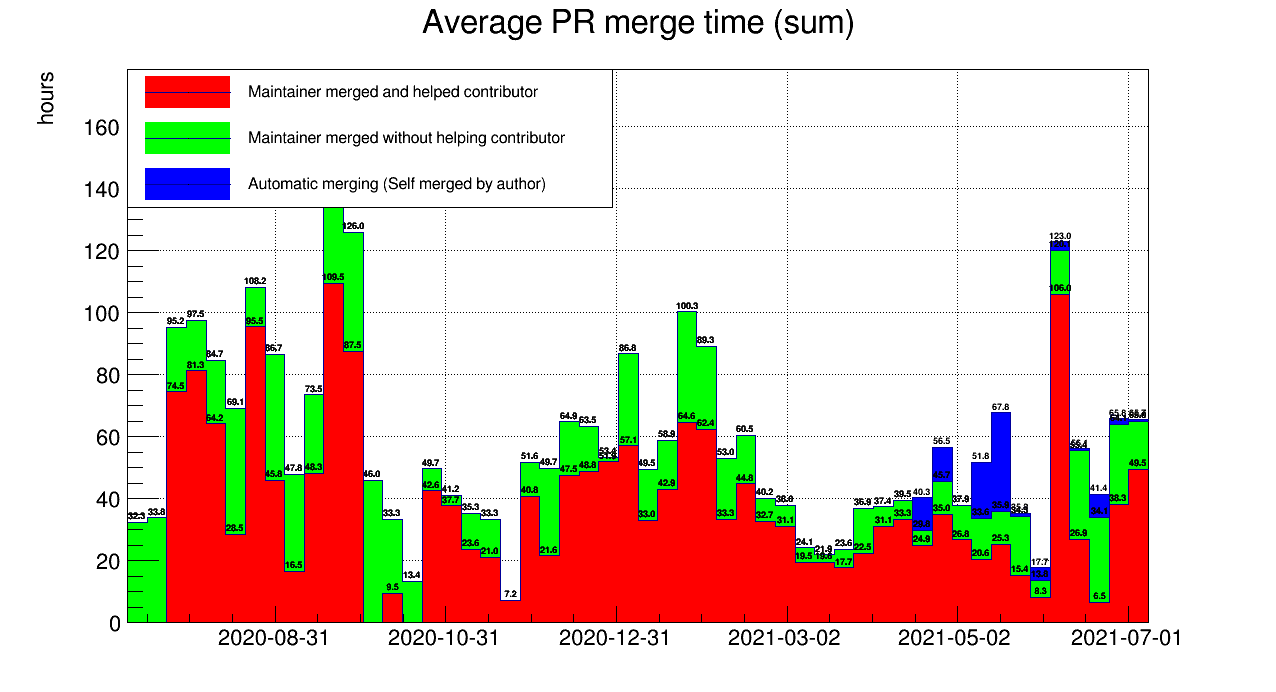 Average PR merge time (sum)
hours
Maintainer merged and helped contributor
Maintainer merged without helping contributor
Automatic merging (Self merged by author)
160
140
120
100
80
60
40
20
0
32.3 33.8 95.2 97.5 84.7 69.1 108.2 86.7 47.8 73.5 126.0 46.0 33.3 13.4 49.7 41.2 35.3 33.3 7.2 51.6 49.7 64.9 63.5 86.8 49.5 58.9 100.3 89.3 53.0 60.5 40.2 38.0 24.1 23.6 36.9 37.4 39.5 40.3 56.5 37.9 51.8 67.8 17.7 123.0 41.4
74.5 81.3 64.2 28.5 95.5 45.8 16.5 48.3 109.5 87.5 9.5 42.6 37.7 23.6 21.0 40.8 21.6 47.5 48.8 57.1 33.0 42.9 64.6 62.4 33.3 44.8 32.7 31.1 19.5 17.7 22.5 31.1 33.3 24.9 35.0 26.8 20.6 25.3 15.4 8.3 106.0 26.9 6.5 38.3 49.5
2020-08-31 2020-10-31 2020-12-31 2021-03-02 2021-05-02 2021-07-01